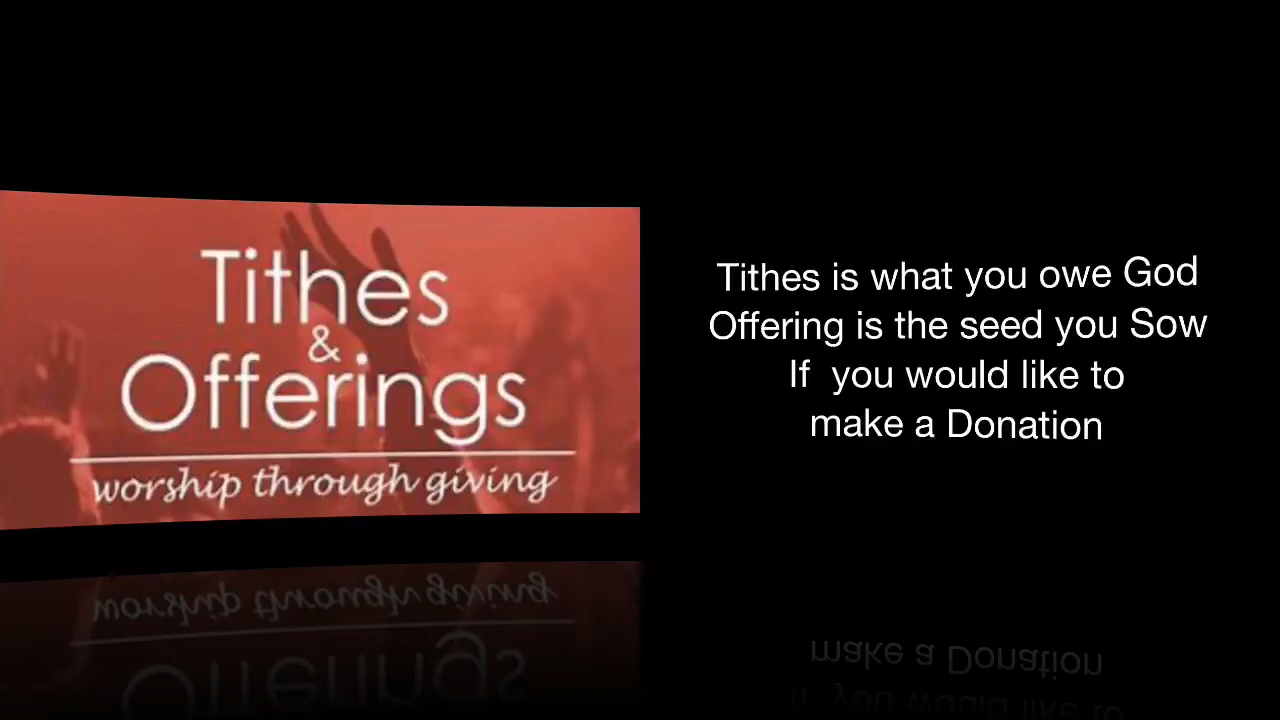 Tithes
&
Offerings
worship through giving
Tithes is what you owe God
Offering is the seed you Sow
If  you would like to
make a Donation